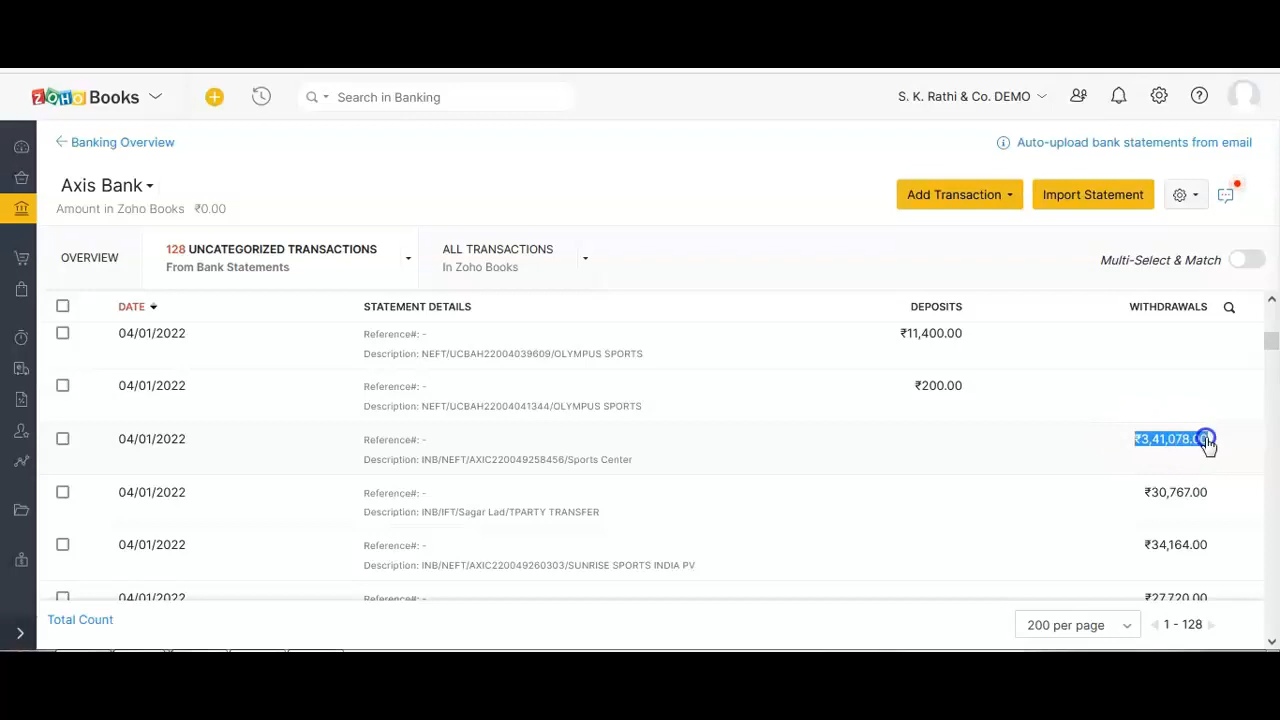 ZOHO Books
Search in Banking
S. K. Rathi & Co. DEMO
Banking Overview
Auto-upload bank statements from email
Axis Bank
Amount in Zoho Books ₹0.00
Add Transaction
Import Statement
OVERVIEW
128 UNCATEGORIZED TRANSACTIONS
From Bank Statements
ALL TRANSACTIONS
In Zoho Books
Multi-Select & Match
DATE STATEMENT DETAILS DEPOSITS WITHDRAWALS
04/01/2022 Reference#: - ₹11,400.00
Description: NEFT/UCBAH22004039609/OLYMPUS SPORTS
04/01/2022 Reference#: - ₹200.00
Description: NEFT/UCBAH22004041344/OLYMPUS SPORTS
04/01/2022 Reference#: - ₹3,41,078.00
Description: INB/NEFT/AXIC220049258456/Sports Center
04/01/2022 Reference#: - ₹30,767.00
Description: INB/IFT/Sagar Lad/TPARTY TRANSFER
04/01/2022 Reference#: - ₹34,164.00
Description: INB/NEFT/AXIC220049260303/SUNRISE SPORTS INDIA PV
04/01/2022 Reference#: - ₹27,720.00
Total Count
200 per page
1 - 128